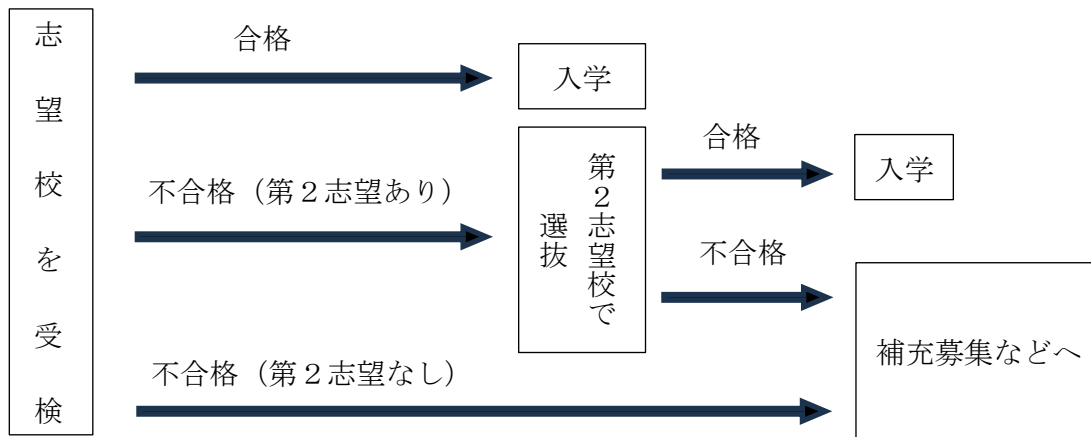 志望校を受検
合格
入学
不合格（第２志望あり）
第２志望校で
選抜
合格
入学
不合格
不合格（第２志望なし）
補充募集などへ